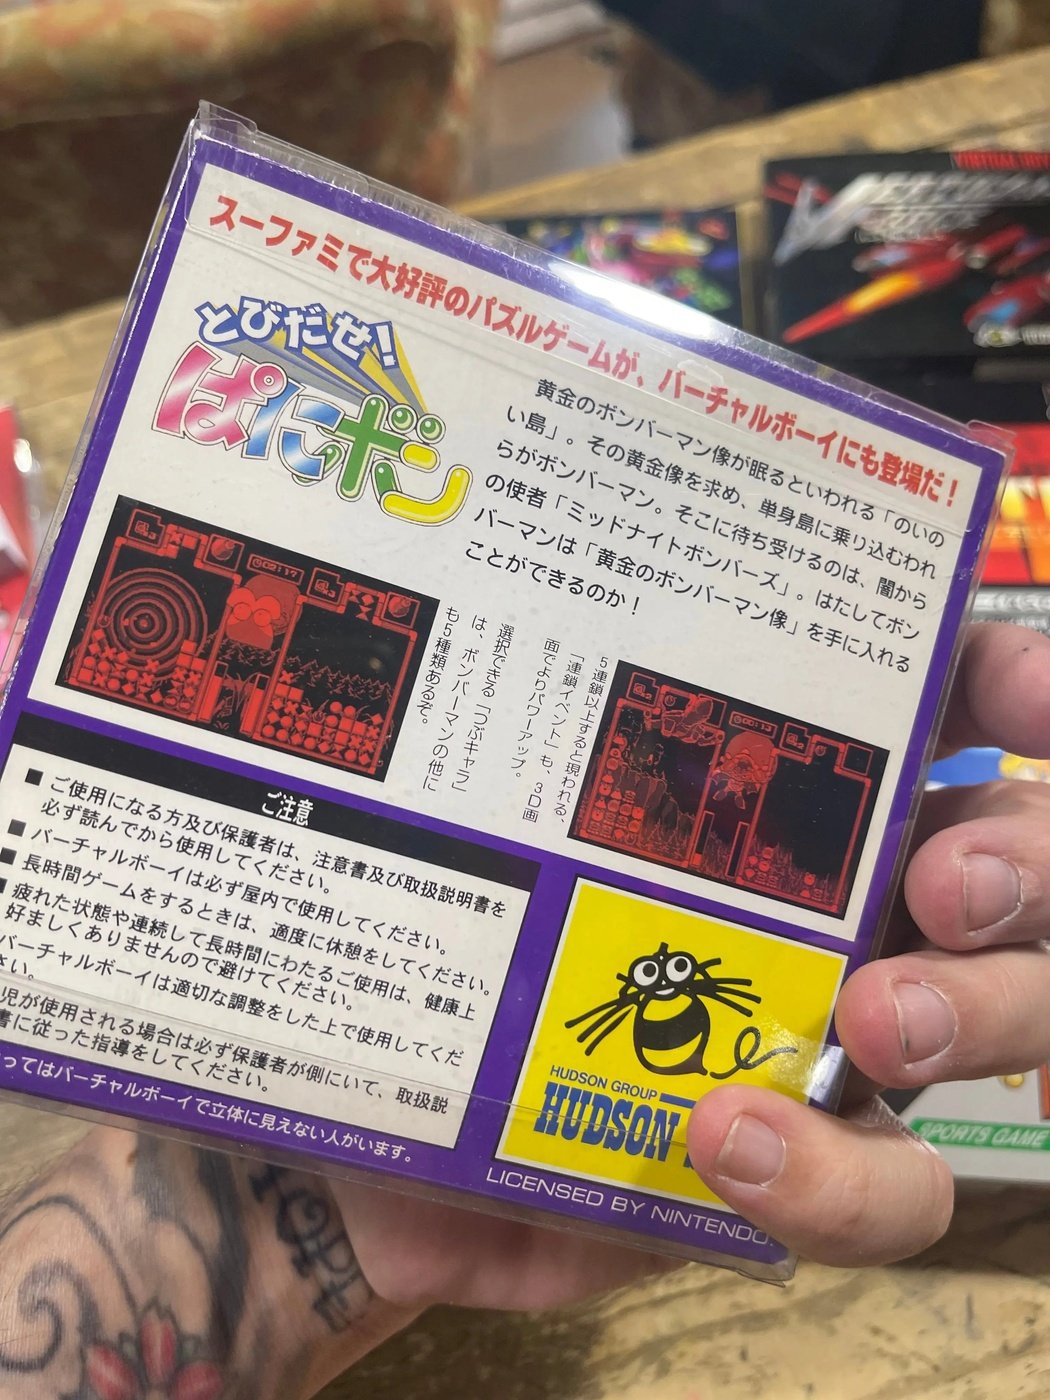 スーファミで大好評のパズルゲームが、バーチャルボーイにも登場だ!
とびだせ!
ぱにボン
黄金のボンバーマン像が眠るといわれる「のいの
い島」。その黄金像を求め、単身島に乗り込むわれ
らがボンバーマン。そこに待ち受けるのは、闇から
の使者「ミッドナイトボンバーズ」。はたしてボン
バーマンは「黄金のボンバーマン像」を手に入れる
ことができるのか!
選択できる「つぶキャラ」
は、ボンバーマンの他に
も5種類あるぞ。
5連鎖以上すると現われる、
「連鎖イベント」も、3D画
面でよりパワーアップ。
ご注意
■ご使用になる方及び保護者は、注意書及び取扱説明書を
必ず読んでから使用してください。
■バーチャルボーイは必ず屋内で使用してください。
■長時間ゲームをするときは、適度に休憩をしてください。
疲れた状態や連続して長時間にわたるご使用は、健康上
好ましくありませんので避けてください。
バーチャルボーイは適切な調整をした上で使用してくだ
さい。
児が使用される場合は必ず保護者が側にいて、取扱説
書に従った指導をしてください。
ってはバーチャルボーイで立体に見えない人がいます。
HUDSON GROUP
HUDSON
LICENSED BY NINTENDO.
SPORTS GAME